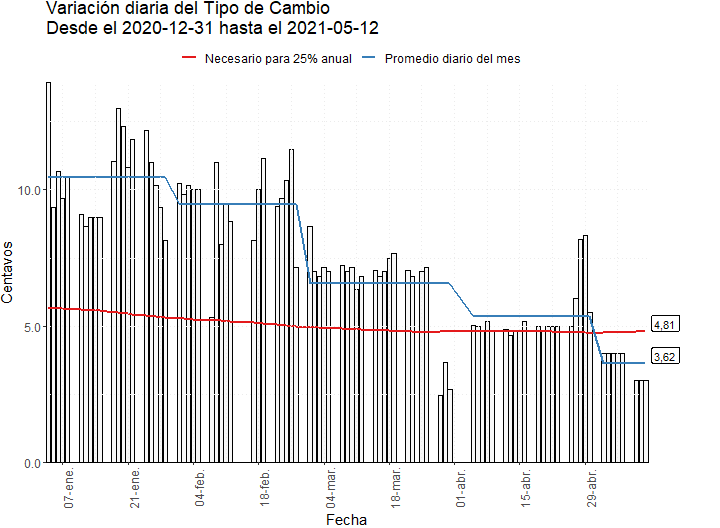 Variación diaria del Tipo de Cambio
Desde el 2020-12-31 hasta el 2021-05-12
Necesario para 25% anual
Promedio diario del mes
Centavos
10.0
5.0
0.0
4,81
3,62
07-ene.
21-ene.
04-feb.
18-feb.
04-mar.
18-mar.
01-abr.
15-abr.
29-abr.
Fecha